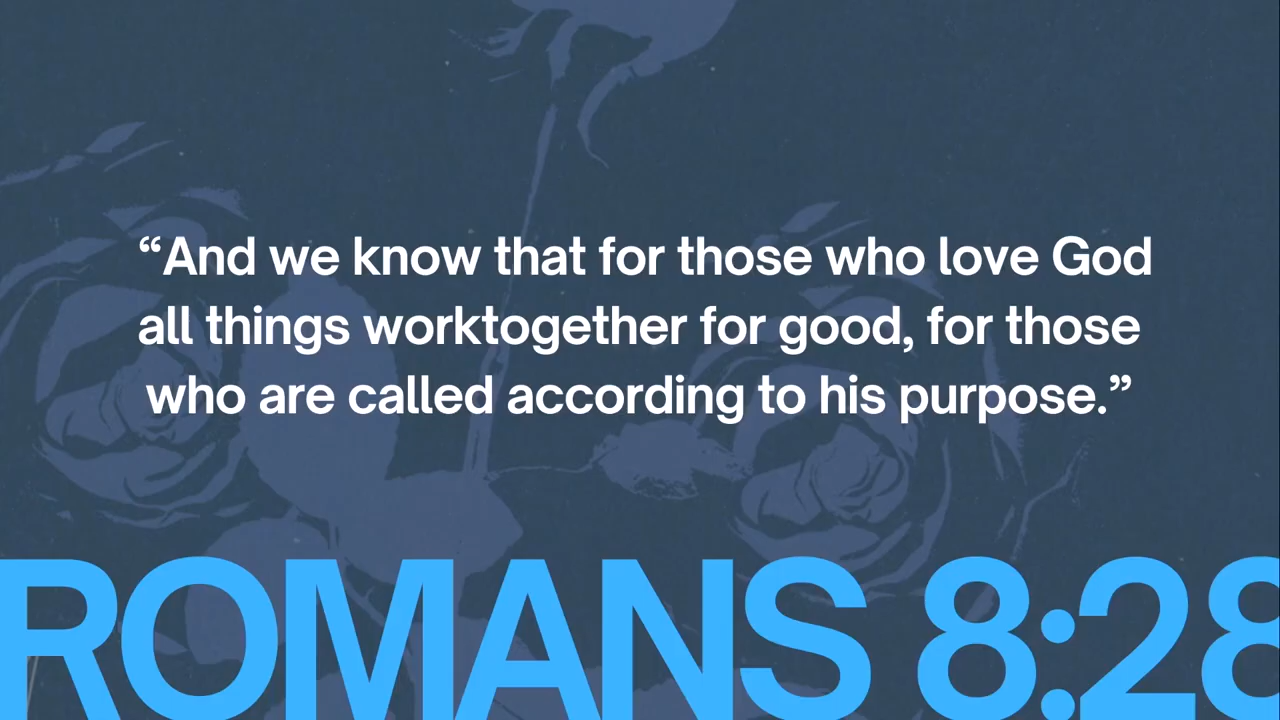 “And we know that for those who love God
all things worktogether for good, for those
who are called according to his purpose.”
ROMANS 8:28